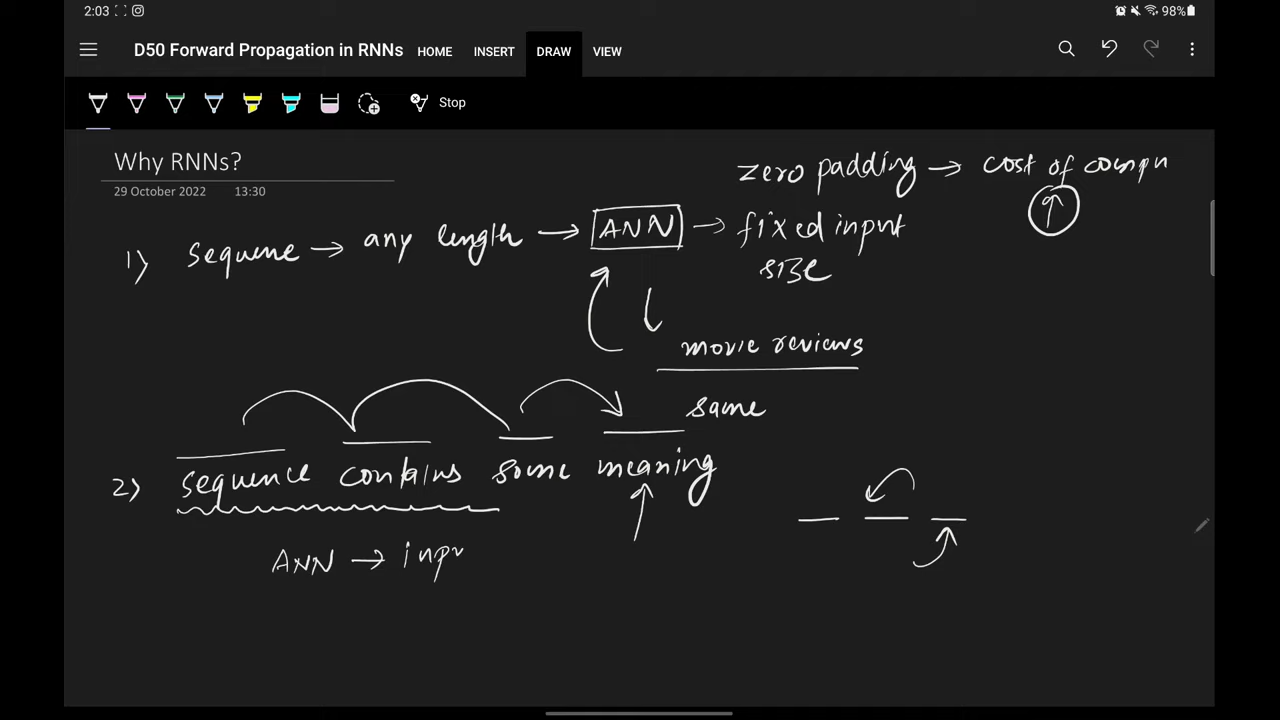 2:03 98%
D50 Forward Propagation in RNNs HOME INSERT DRAW VIEW
Stop
Why RNNs?
29 October 2022 13:30
zero padding → cost of compu
↑
1) sequene → any length → ANN → fixed input
size
movie reviews
same
2) sequence contains some meaning
ANN → inpu